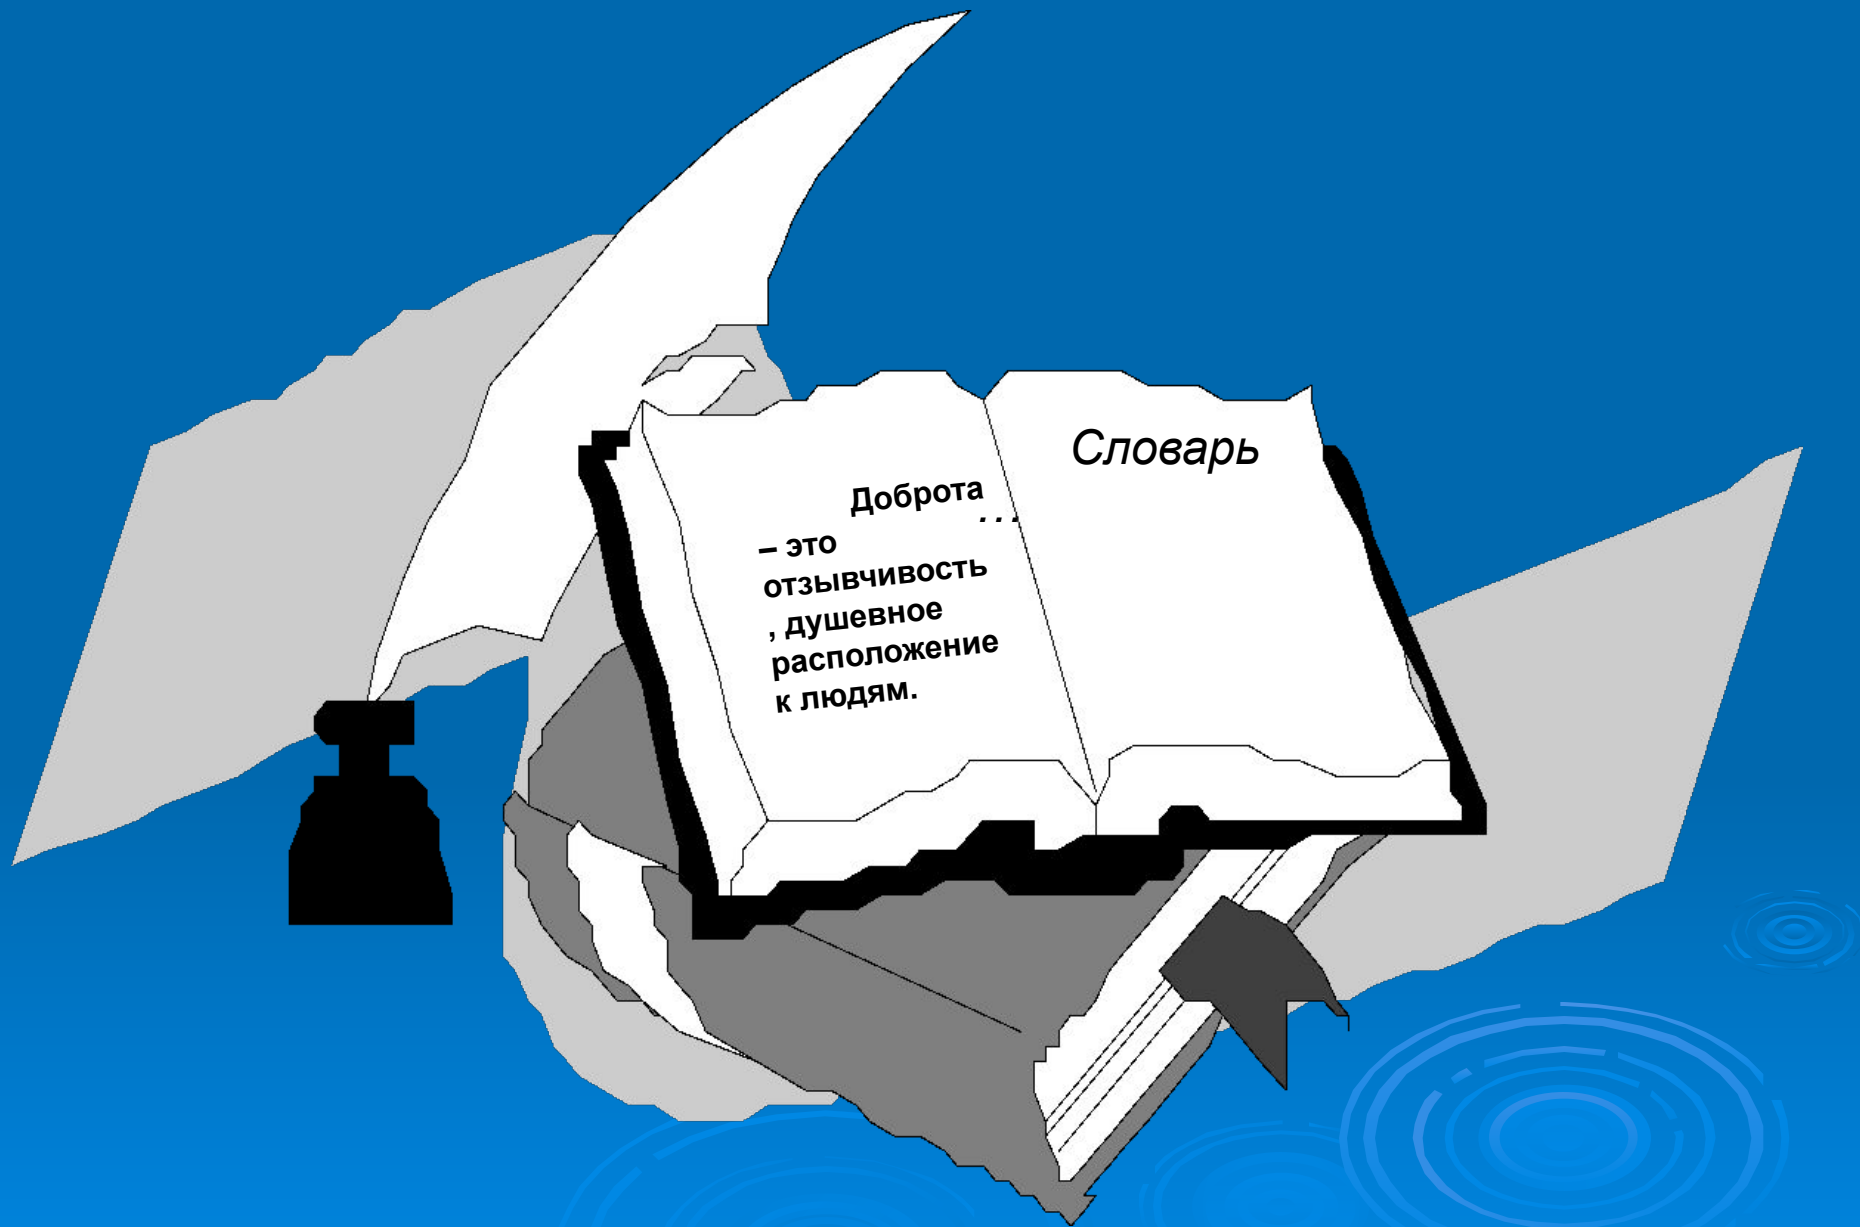 Доброта
...
– это
отзывчивость
, душевное
расположение
к людям.
Словарь